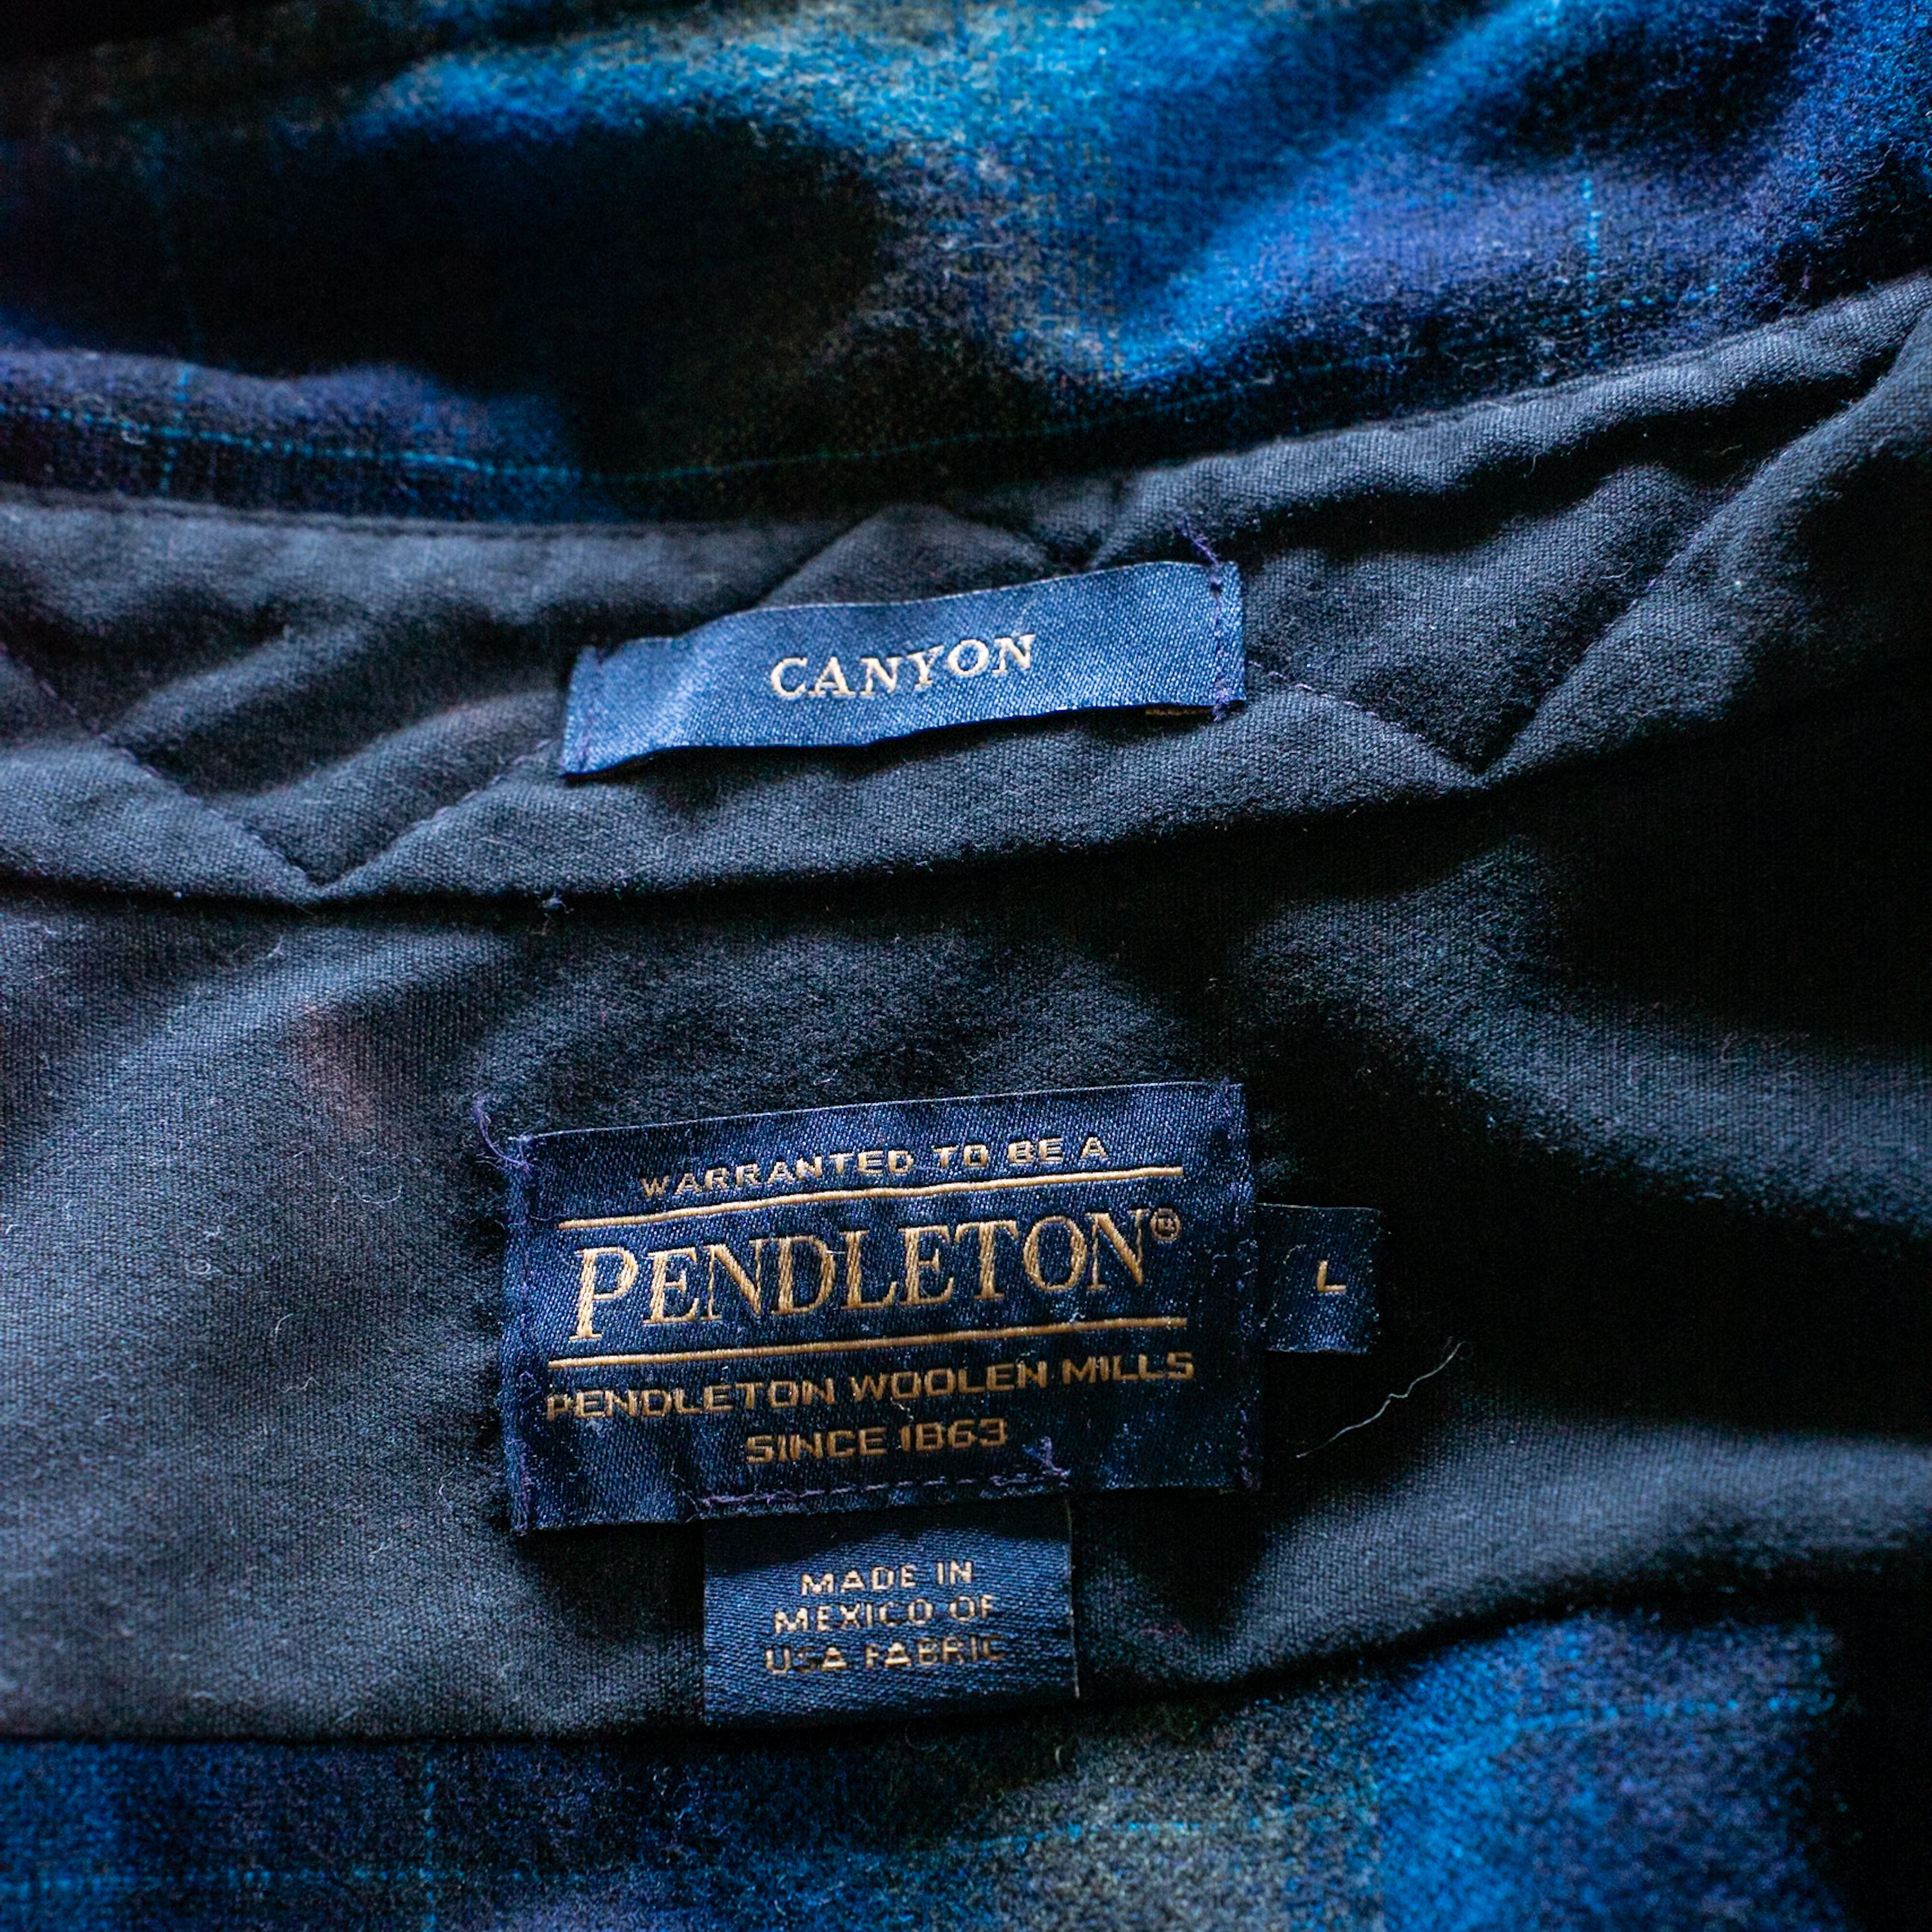 CANYON
WARRANTED TO BE A
PENDLETON®
PENDLETON WOOLEN MILLS
SINCE 1863
L
MADE IN
MEXICO OF
USA FABRIC